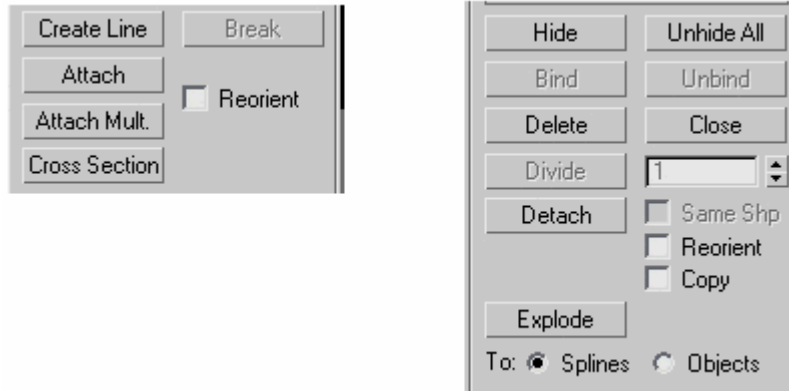 Create Line Break
Attach
Reorient
Attach Mult.
Cross Section
Hide Unhide All
Bind Unbind
Delete Close
Divide 1
Detach Same Shp
Reorient
Copy
Explode
To: Splines Objects